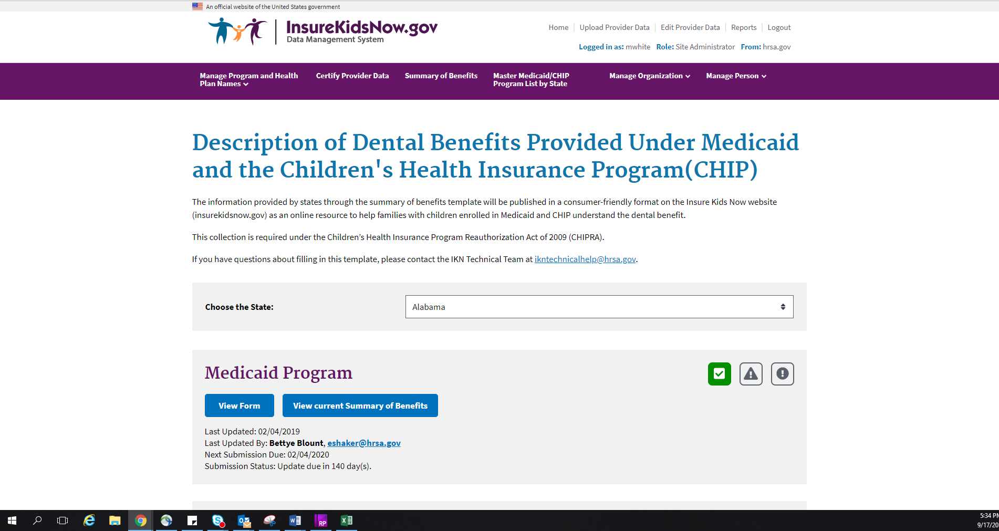 An official website of the United States government
InsureKidsNow.gov
Data Management System
Home Upload Provider Data Edit Provider Data Reports Logout
Logged in as: mwhite Role: Site Administrator From: hrsa.gov
Manage Program and Health Plan Names
Certify Provider Data
Summary of Benefits
Master Medicaid/CHIP Program List by State
Manage Organization
Manage Person
Description of Dental Benefits Provided Under Medicaid
and the Children's Health Insurance Program(CHIP)
The information provided by states through the summary of benefits template will be published in a consumer-friendly format on the Insure Kids Now website
(insurekidsnow.gov) as an online resource to help families with children enrolled in Medicaid and CHIP understand the dental benefit.
This collection is required under the Children’s Health Insurance Program Reauthorization Act of 2009 (CHIPRA).
If you have questions about filling in this template, please contact the IKN Technical Team at ikntechnicalhelp@hrsa.gov.
Choose the State: Alabama
Medicaid Program
View Form View current Summary of Benefits
Last Updated: 02/04/2019
Last Updated By: Bettye Blount, eshaker@hrsa.gov
Next Submission Due: 02/04/2020
Submission Status: Update due in 140 day(s).
RP
5:34 PM
9/17/20